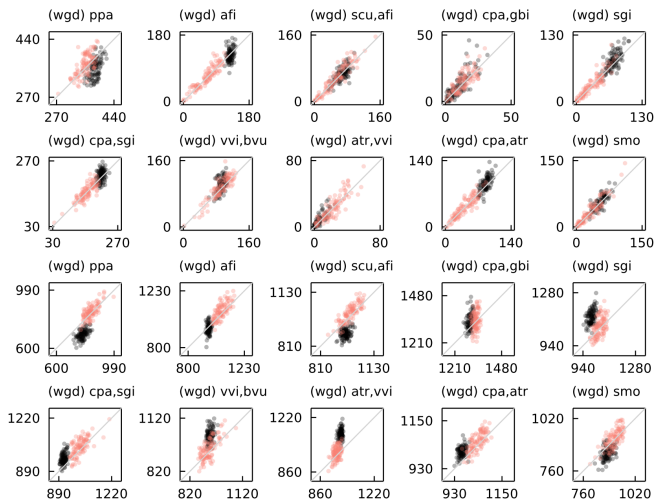 (wgd) ppa (wgd) afi (wgd) scu,afi (wgd) cpa,gbi (wgd) sgi
440 180 160 50 130
270 0 0 0 0
270 440 0 180 0 160 0 50 0 130
(wgd) cpa,sgi (wgd) vvi,bvu (wgd) atr,vvi (wgd) cpa,atr (wgd) smo
270 160 80 140 150
30 0 0 0 0
30 270 0 160 0 80 0 140 0 150
(wgd) ppa (wgd) afi (wgd) scu,afi (wgd) cpa,gbi (wgd) sgi
990 1230 1130 1480 1280
600 800 810 1210 940
600 990 800 1230 810 1130 1210 1480 940 1280
(wgd) cpa,sgi (wgd) vvi,bvu (wgd) atr,vvi (wgd) cpa,atr (wgd) smo
1220 1120 1220 1150 1020
890 820 860 930 760
890 1220 820 1120 860 1220 930 1150 760 1020